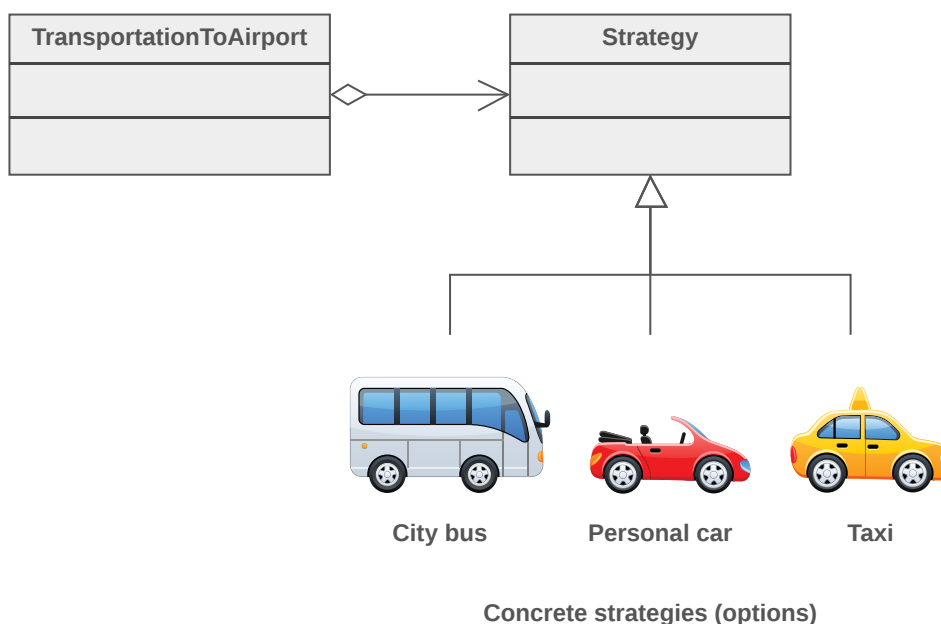 TransportationToAirport
Strategy
City bus
Personal car
Taxi
Concrete strategies (options)